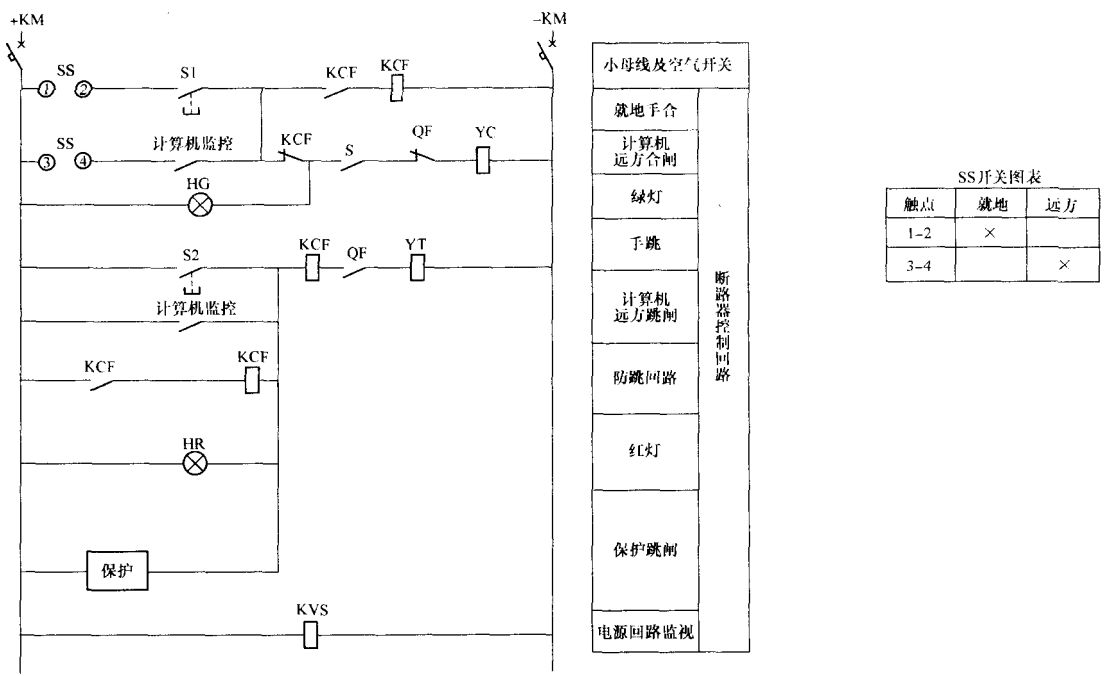 +KM
-KM
SS
1
2
S1
KCF
KCF
SS
3
4
计算机监控
KCF
S
QF
YC
HG
S2
KCF
QF
YT
计算机监控
KCF
KCF
HR
保护
KVS
小母线及空气开关
就地手合
计算机
远方合闸
绿灯
手跳
计算机
远方跳闸
防跳回路
红灯
保护跳闸
电源回路监视
断路器控制回路
SS开关图表
触点 就地 远方
1-2 ×
3-4 ×